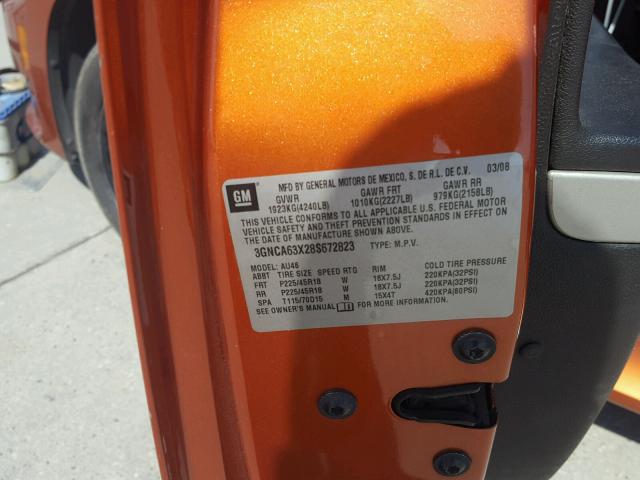 GM MFD BY GENERAL MOTORS DE MEXICO, S. DE R.L. DE C.V. 03/08
GVWR GAWR FRT GAWR RR
1923KG(4240LB) 1010KG(2227LB) 979KG(2158LB)
THIS VEHICLE CONFORMS TO ALL APPLICABLE U.S. FEDERAL MOTOR
VEHICLE SAFETY AND THEFT PREVENTION STANDARDS IN EFFECT ON
THE DATE OF MANUFACTURE SHOWN ABOVE.
3GNCA63X28S672823 TYPE: M.P.V.
MODEL: AU46
ABBT TIRE SIZE SPEED RTG RIM COLD TIRE PRESSURE
FRT P225/45R18 W 18X7.5J 220KPA(32PSI)
RR P225/45R18 W 18X7.5J 220KPA(32PSI)
SPA T115/70D15 M 15X4T 420KPA(60PSI)
SEE OWNER'S MANUAL FOR MORE INFORMATION.